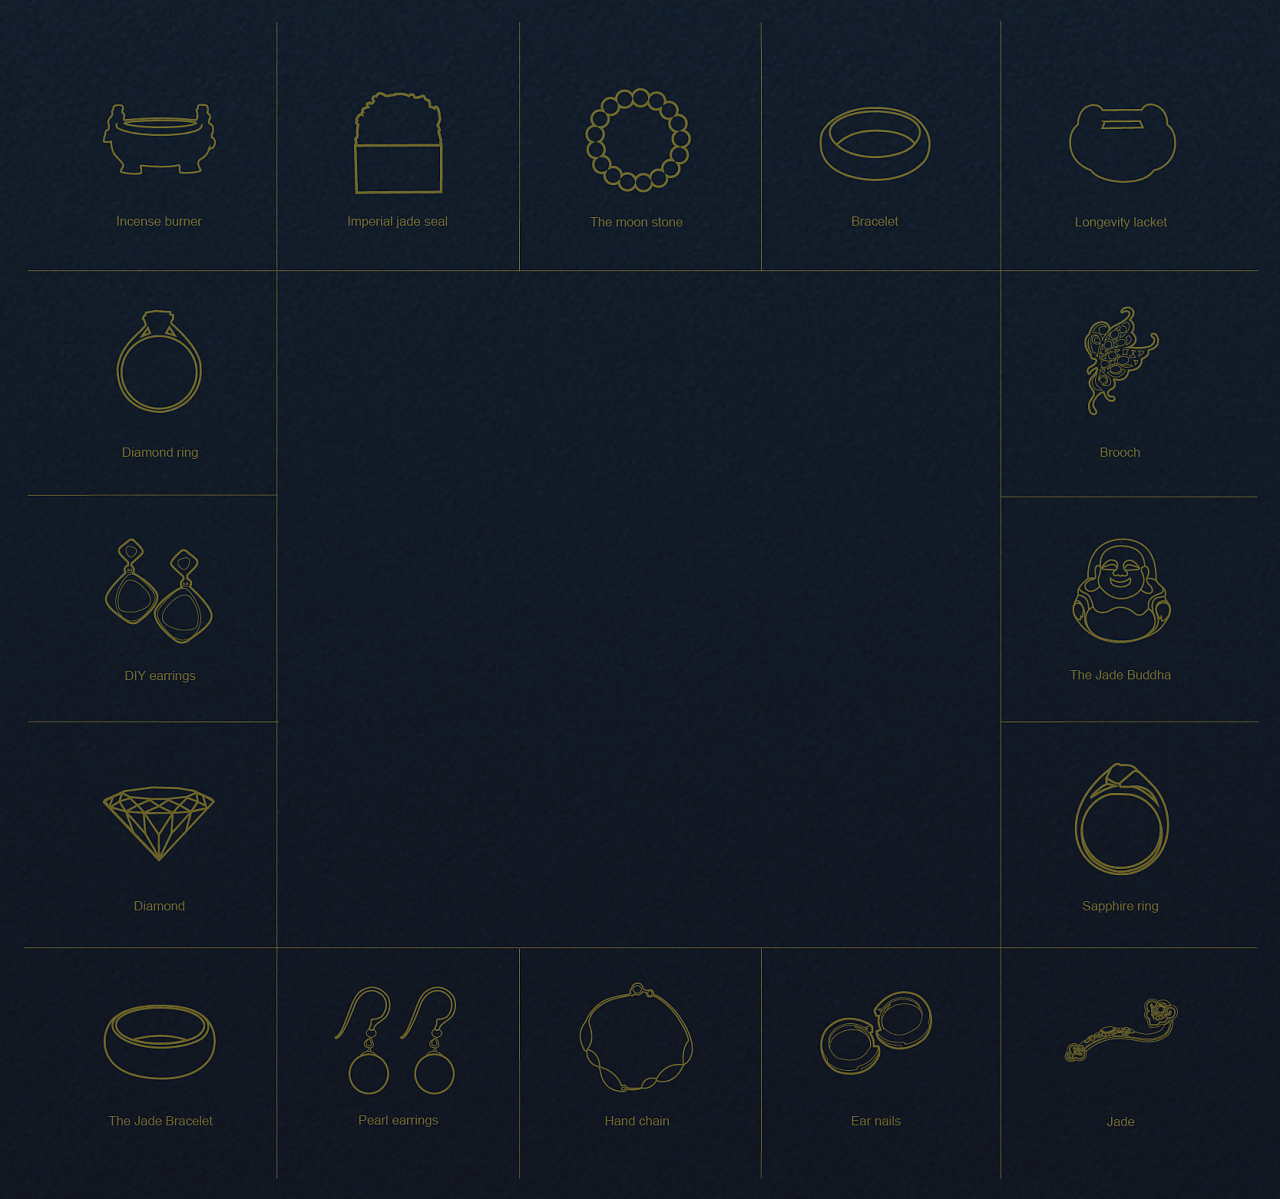 Incense burner
Imperial jade seal
The moon stone
Bracelet
Longevity lacket
Diamond ring
Brooch
DIY earrings
The Jade Buddha
Diamond
Sapphire ring
The Jade Bracelet
Pearl earrings
Hand chain
Ear nails
Jade